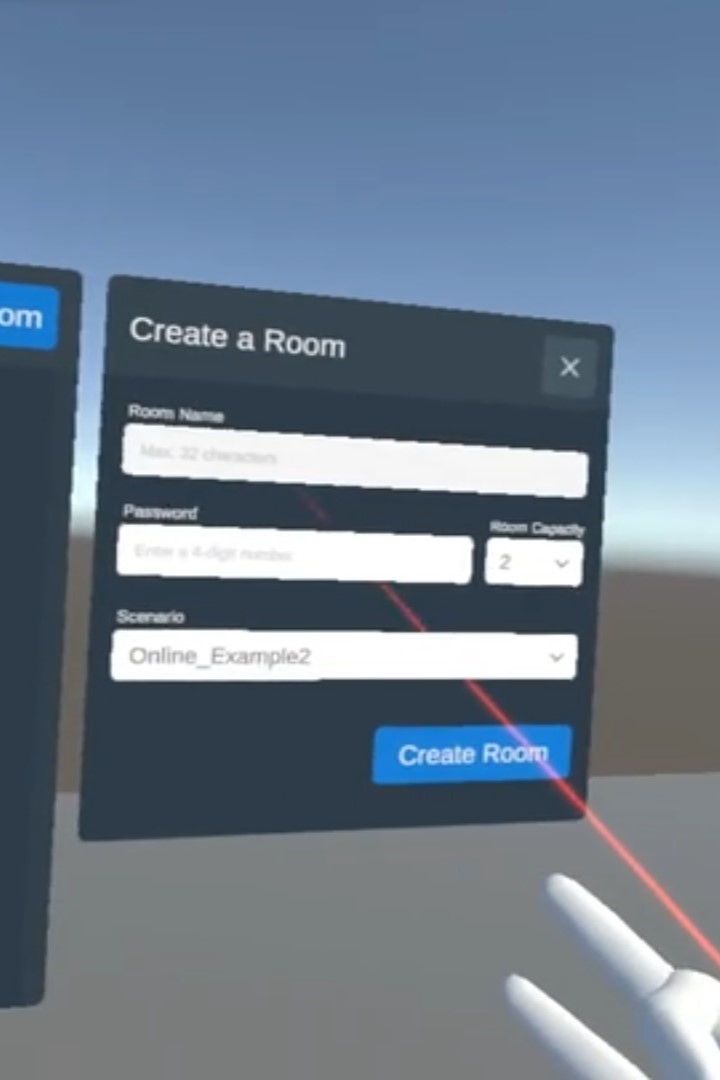 om
Create a Room
Room Name
Max. 32 characters
Password
Room Capacity
Enter a 4-digit number
2
Scenario
Online_Example2
Create Room